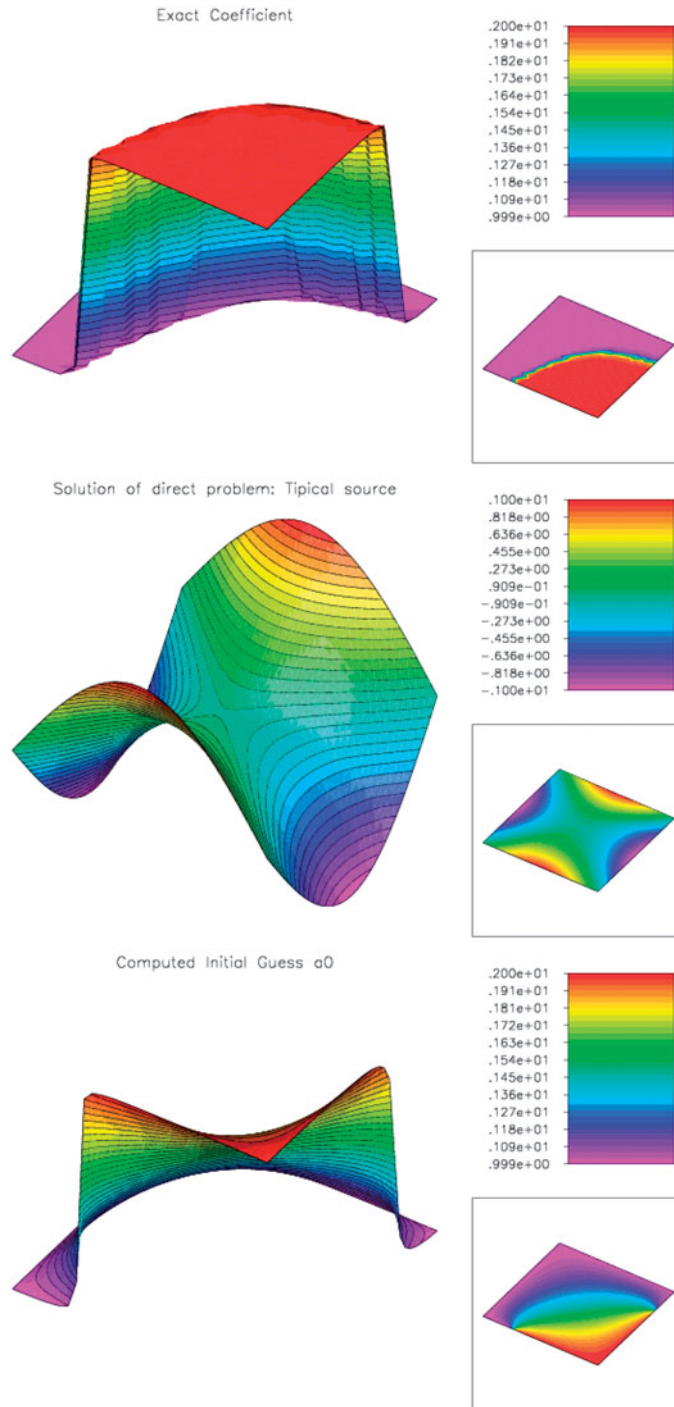 Exact Coefficient
.200e+01
.191e+01
.182e+01
.173e+01
.164e+01
.154e+01
.145e+01
.136e+01
.127e+01
.118e+01
.109e+01
.999e+00
Solution of direct problem: Tipical source
.100e+01
.818e+00
.636e+00
.455e+00
.273e+00
.909e-01
-.909e-01
-.273e+00
-.455e+00
-.636e+00
-.818e+00
-.100e+01
Computed Initial Guess a0
.200e+01
.191e+01
.181e+01
.172e+01
.163e+01
.154e+01
.145e+01
.136e+01
.127e+01
.118e+01
.109e+01
.999e+00